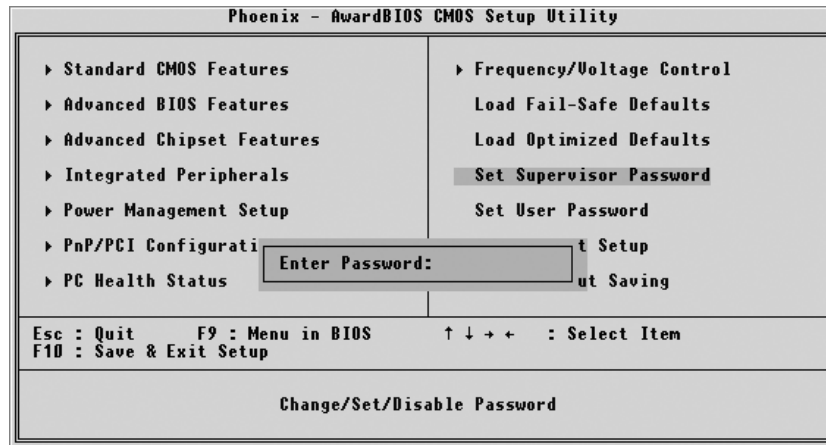 Phoenix - AwardBIOS CMOS Setup Utility
▸ Standard CMOS Features
▸ Advanced BIOS Features
▸ Advanced Chipset Features
▸ Integrated Peripherals
▸ Power Management Setup
▸ PnP/PCI Configurati
▸ PC Health Status
▸ Frequency/Voltage Control
Load Fail-Safe Defaults
Load Optimized Defaults
Set Supervisor Password
Set User Password
t Setup
ut Saving
Enter Password:
Esc : Quit F9 : Menu in BIOS ↑ ↓ → ← : Select Item
F10 : Save & Exit Setup
Change/Set/Disable Password